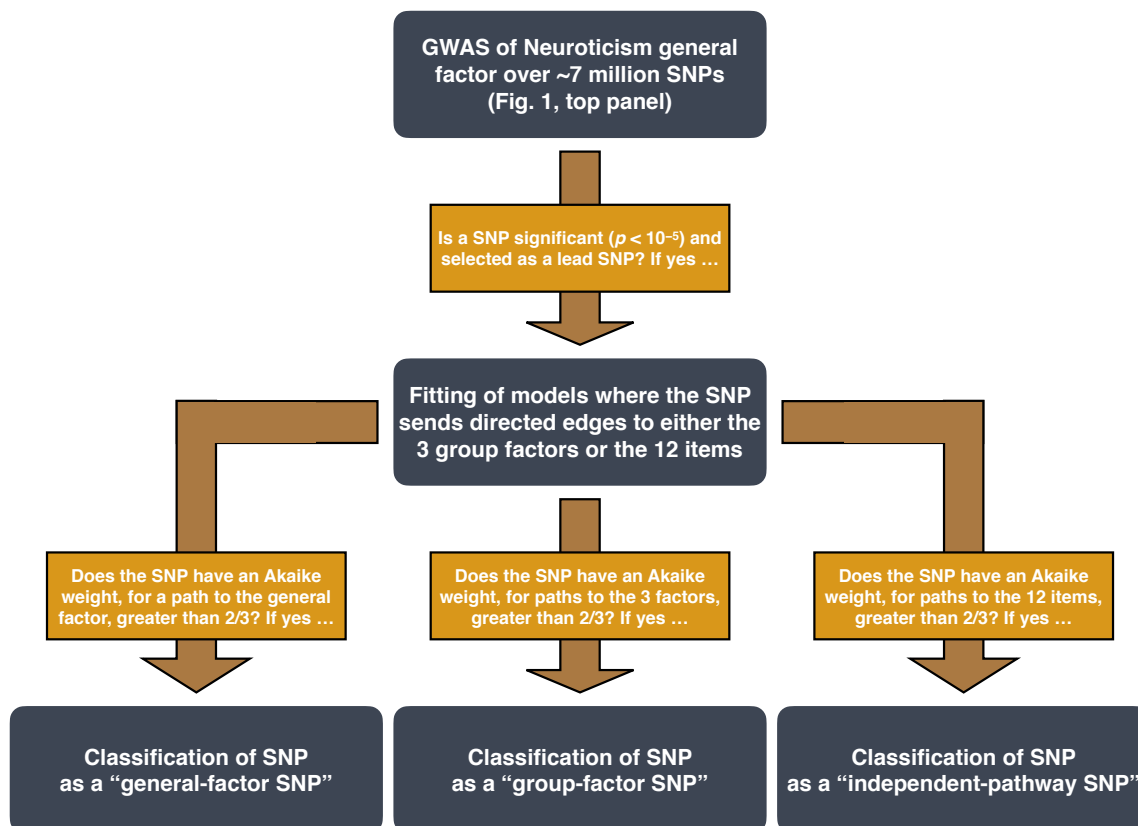 GWAS of Neuroticism general
factor over ~7 million SNPs
(Fig. 1, top panel)
Is a SNP significant (p < 10⁻⁵) and
selected as a lead SNP? If yes …
Fitting of models where the SNP
sends directed edges to either the
3 group factors or the 12 items
Does the SNP have an Akaike
weight, for a path to the general
factor, greater than 2/3? If yes …
Does the SNP have an Akaike
weight, for paths to the 3 factors,
greater than 2/3? If yes …
Does the SNP have an Akaike
weight, for paths to the 12 items,
greater than 2/3? If yes …
Classification of SNP
as a “general-factor SNP”
Classification of SNP
as a “group-factor SNP”
Classification of SNP
as a “independent-pathway SNP”